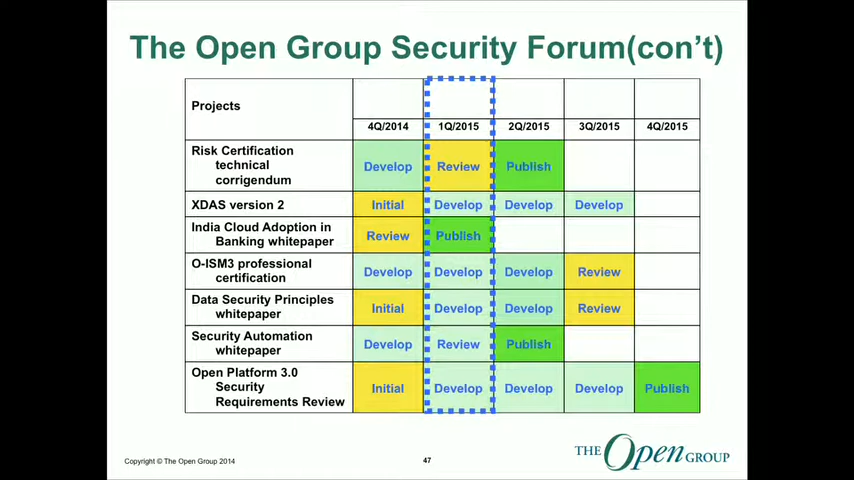 The Open Group Security Forum(con't)
Projects
4Q/2014 1Q/2015 2Q/2015 3Q/2015 4Q/2015
Risk Certification
technical
corrigendum
Develop Review Publish
XDAS version 2 Initial Develop Develop Develop
India Cloud Adoption in
Banking whitepaper
Review Publish
O-ISM3 professional
certification
Develop Develop Develop Review
Data Security Principles
whitepaper
Initial Develop Develop Review
Security Automation
whitepaper
Develop Review Publish
Open Platform 3.0
Security
Requirements Review
Initial Develop Develop Develop Publish
Copyright © The Open Group 2014
47
THE Open GROUP